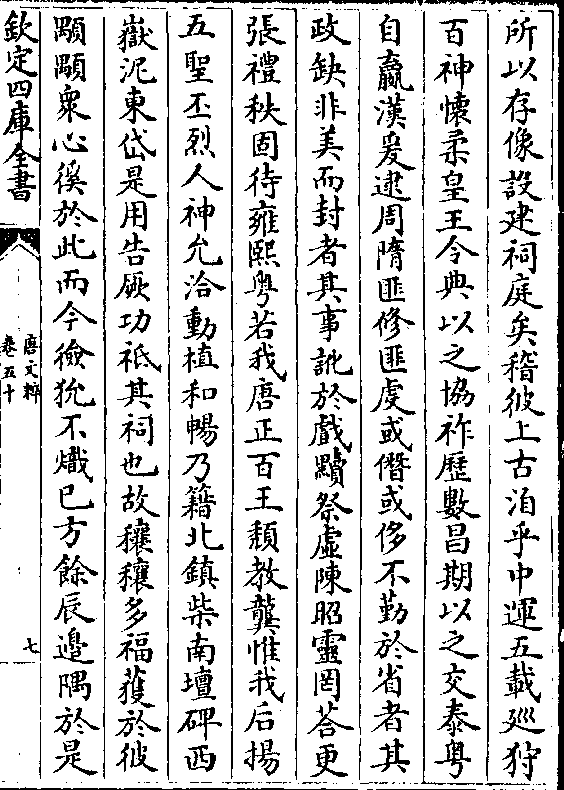 所以存像設建祠庭矣稽彼上古洎乎中運五載廵狩
百神懷柔皇王令典以之協祚歷數昌期以之交泰粤
自嬴漢爰逮周隋匪修匪虔或僭或侈不勤於省者其
政缺非美而封者其事訛於戲黷祭虛陳昭靈罔荅更
張禮秩固待雍熙粤若我唐正百王頽教龔惟我后揚
五聖丕烈人神允洽動植和暢乃籍北鎮柴南壇碑西
嶽泥東岱是用告厥功祗其祠也故穰穰多福蒦於彼
顒顒衆心徯於此而今獫狁不熾巳方餘辰邉隅於是
欽定四庫全書
唐文粹
卷五十
七